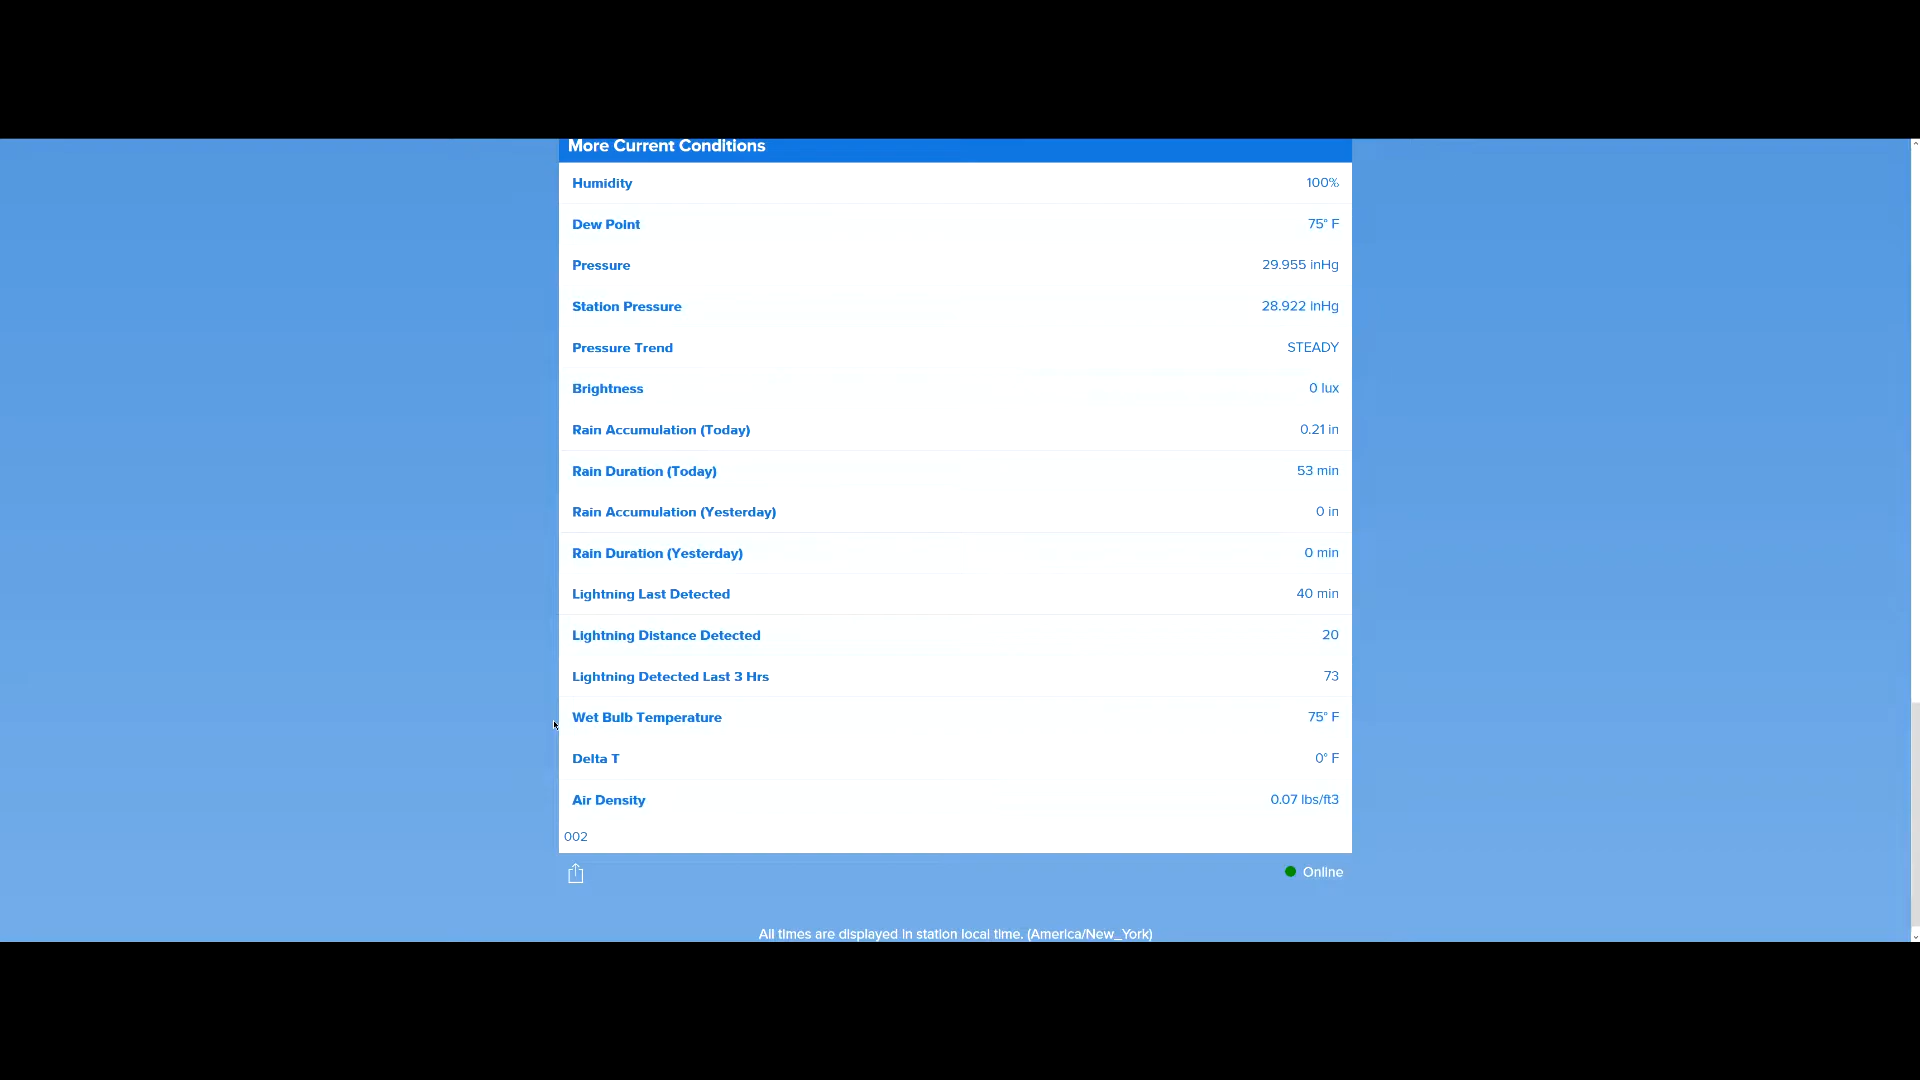 More Current Conditions
Humidity 100%
Dew Point 75° F
Pressure 29.955 inHg
Station Pressure 28.922 inHg
Pressure Trend STEADY
Brightness 0 lux
Rain Accumulation (Today) 0.21 in
Rain Duration (Today) 53 min
Rain Accumulation (Yesterday) 0 in
Rain Duration (Yesterday) 0 min
Lightning Last Detected 40 min
Lightning Distance Detected 20
Lightning Detected Last 3 Hrs 73
Wet Bulb Temperature 75° F
Delta T 0° F
Air Density 0.07 lbs/ft3
002
Online
All times are displayed in station local time. (America/New_York)